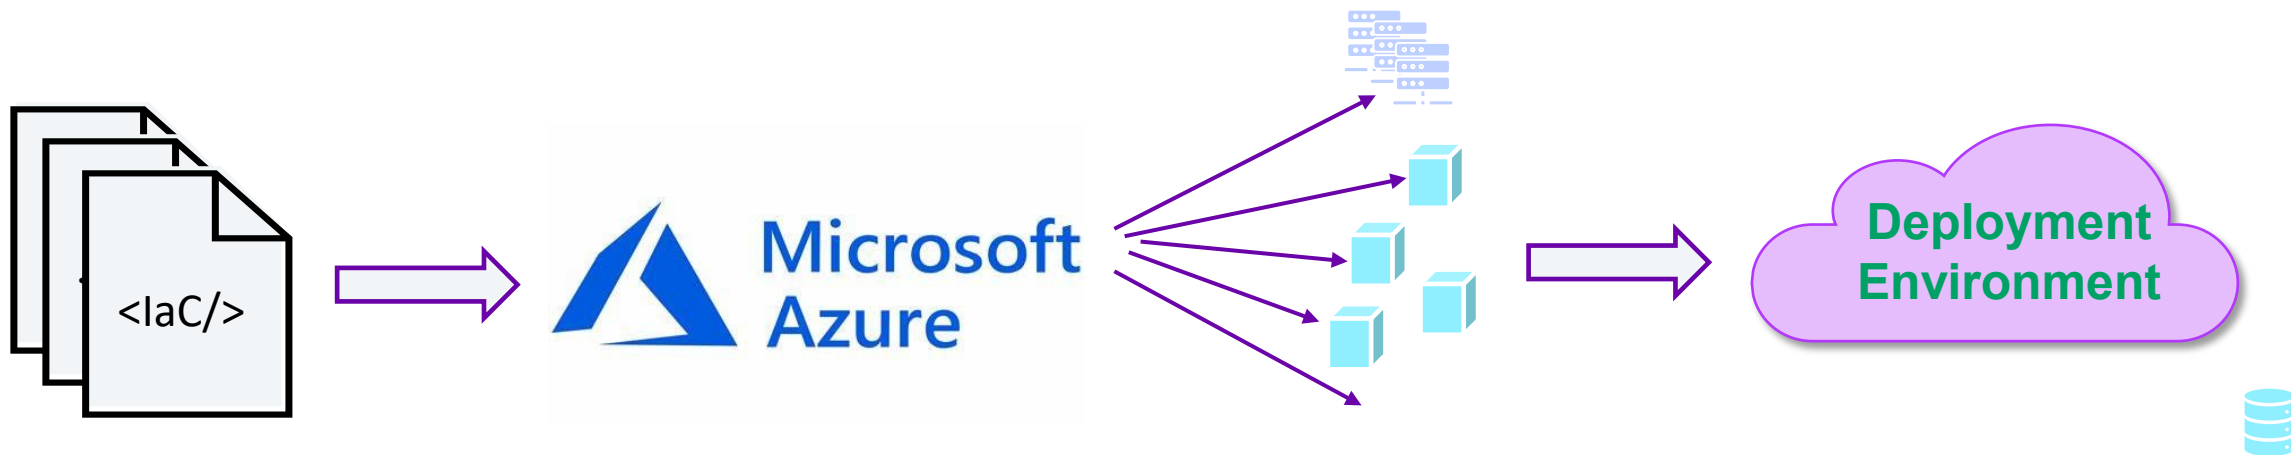 <IaC/>
Microsoft
Azure
Deployment
Environment